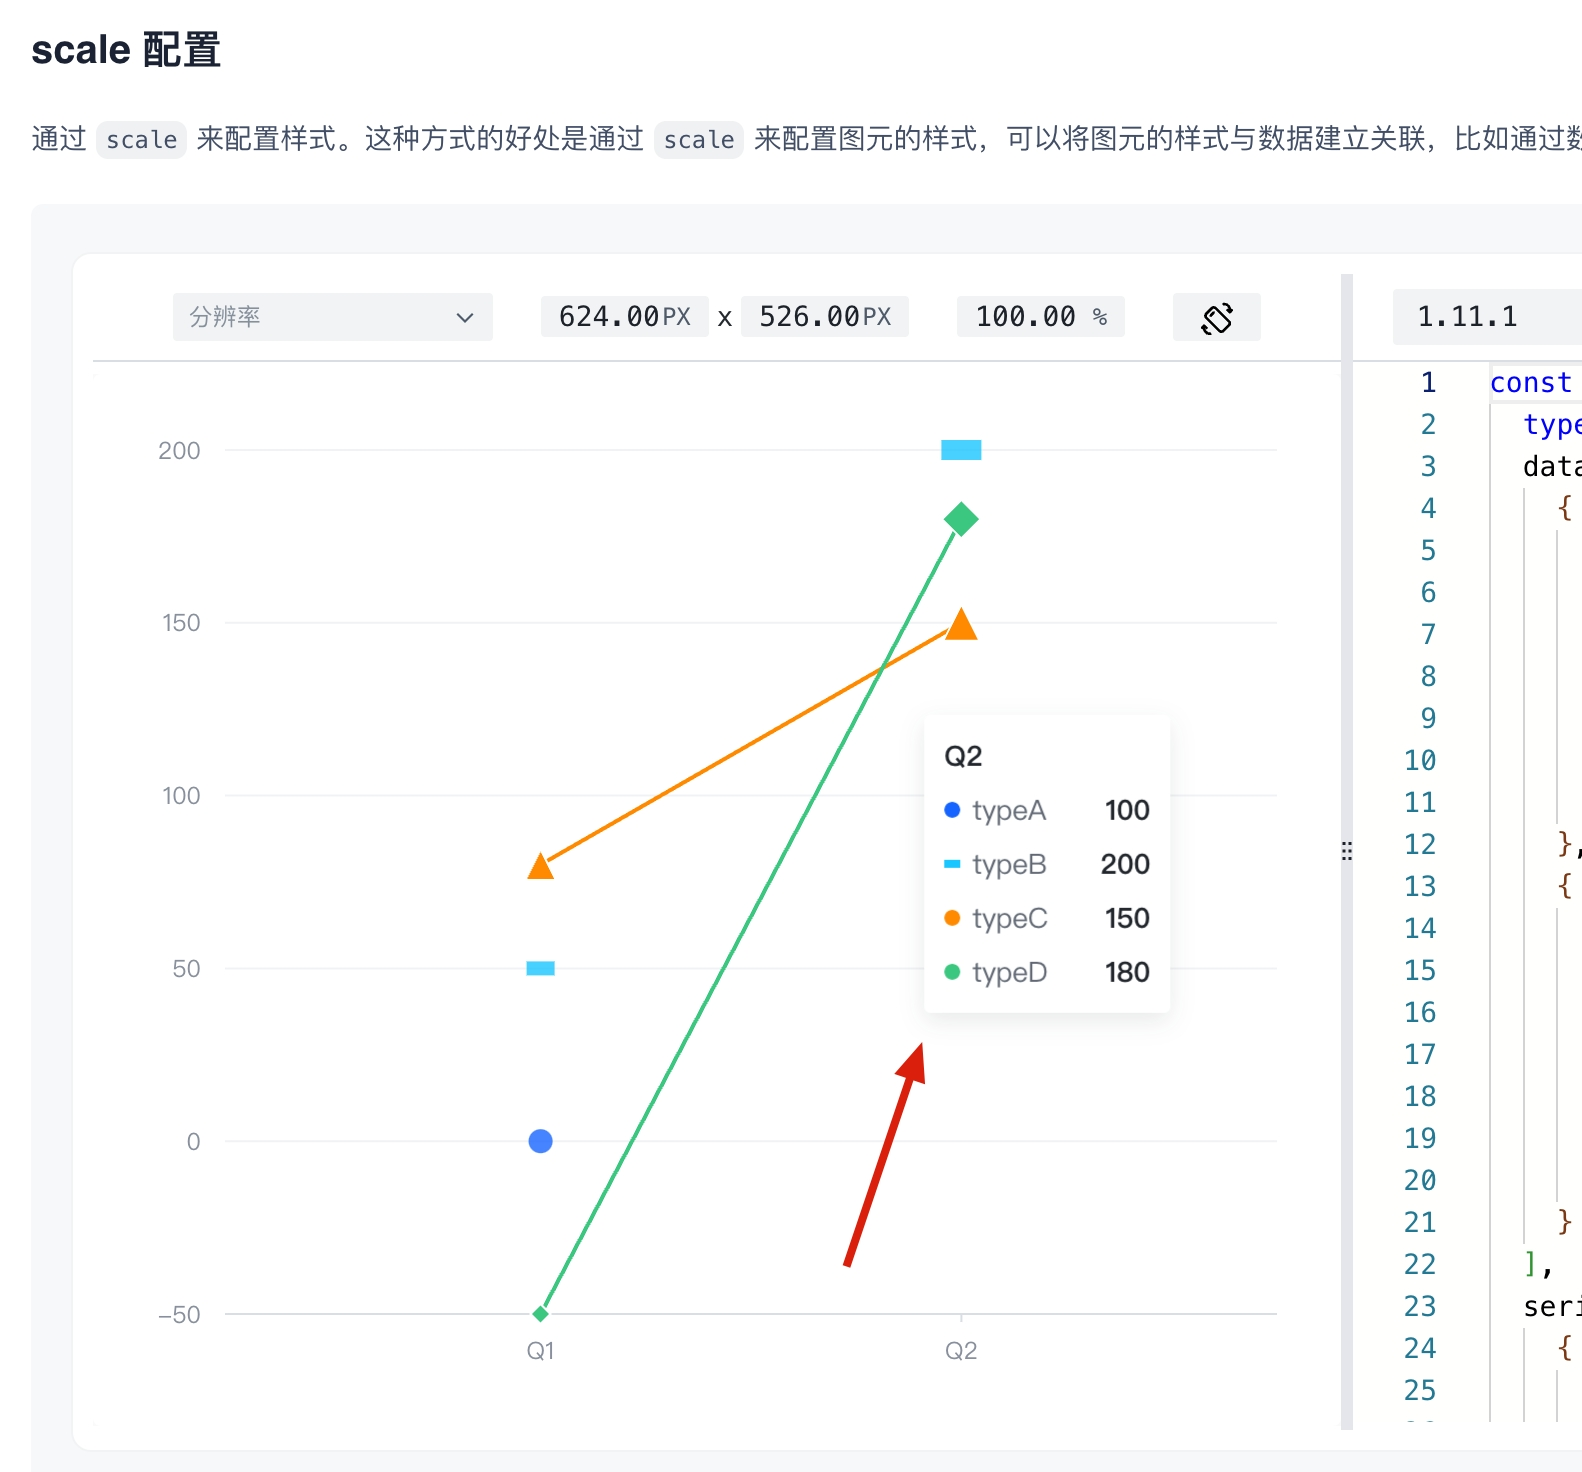 scale 配置
通过 scale 来配置样式。这种方式的好处是通过 scale 来配置图元的样式，可以将图元的样式与数据建立关联，比如通过
分辨率 624.00PX x 526.00PX 100.00 % 1.11.1
200
150
100
50
0
−50
Q1 Q2
Q2
typeA 100
typeB 200
typeC 150
typeD 180
1 const
2 type
3 data
4 {
5
6
7
8
9
10
11
12 },
13 {
14
15
16
17
18
19
20
21 }
22 ],
23 seri
24 {
25